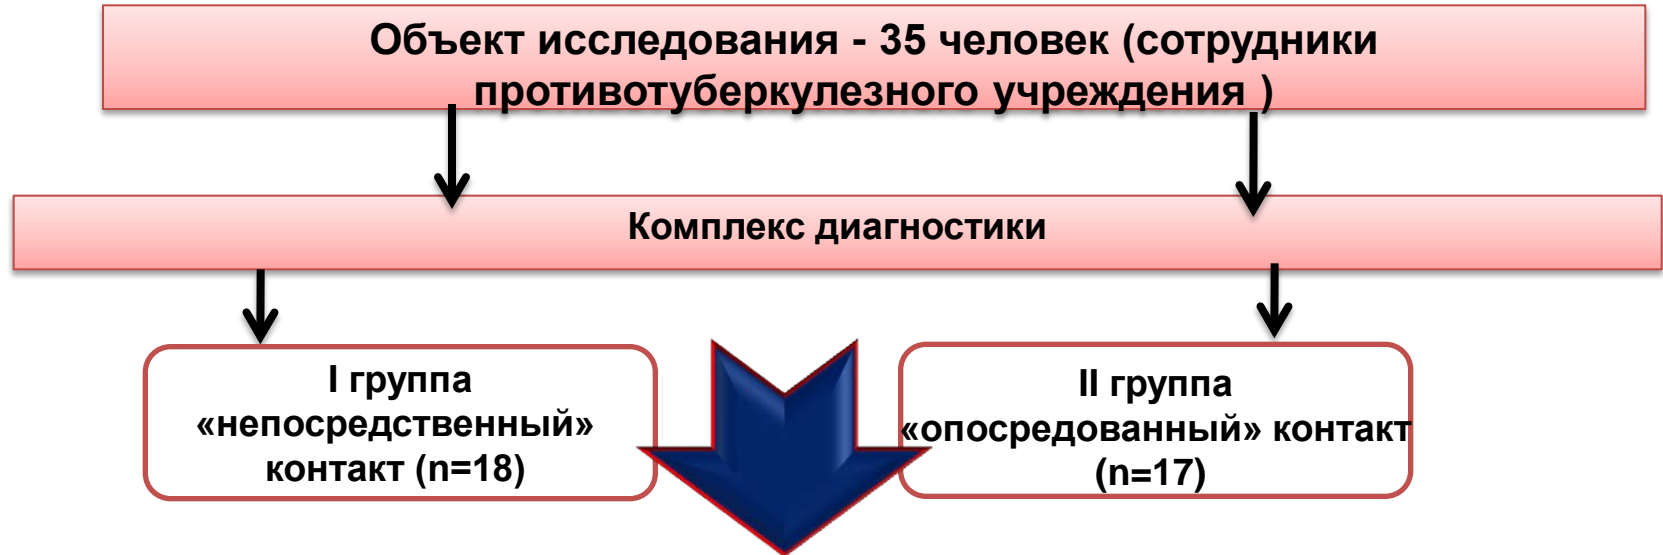 Объект исследования - 35 человек (сотрудники
противотуберкулезного учреждения )
Комплекс диагностики
I группа
«непосредственный»
контакт (n=18)
II группа
«опосредованный» контакт
(n=17)